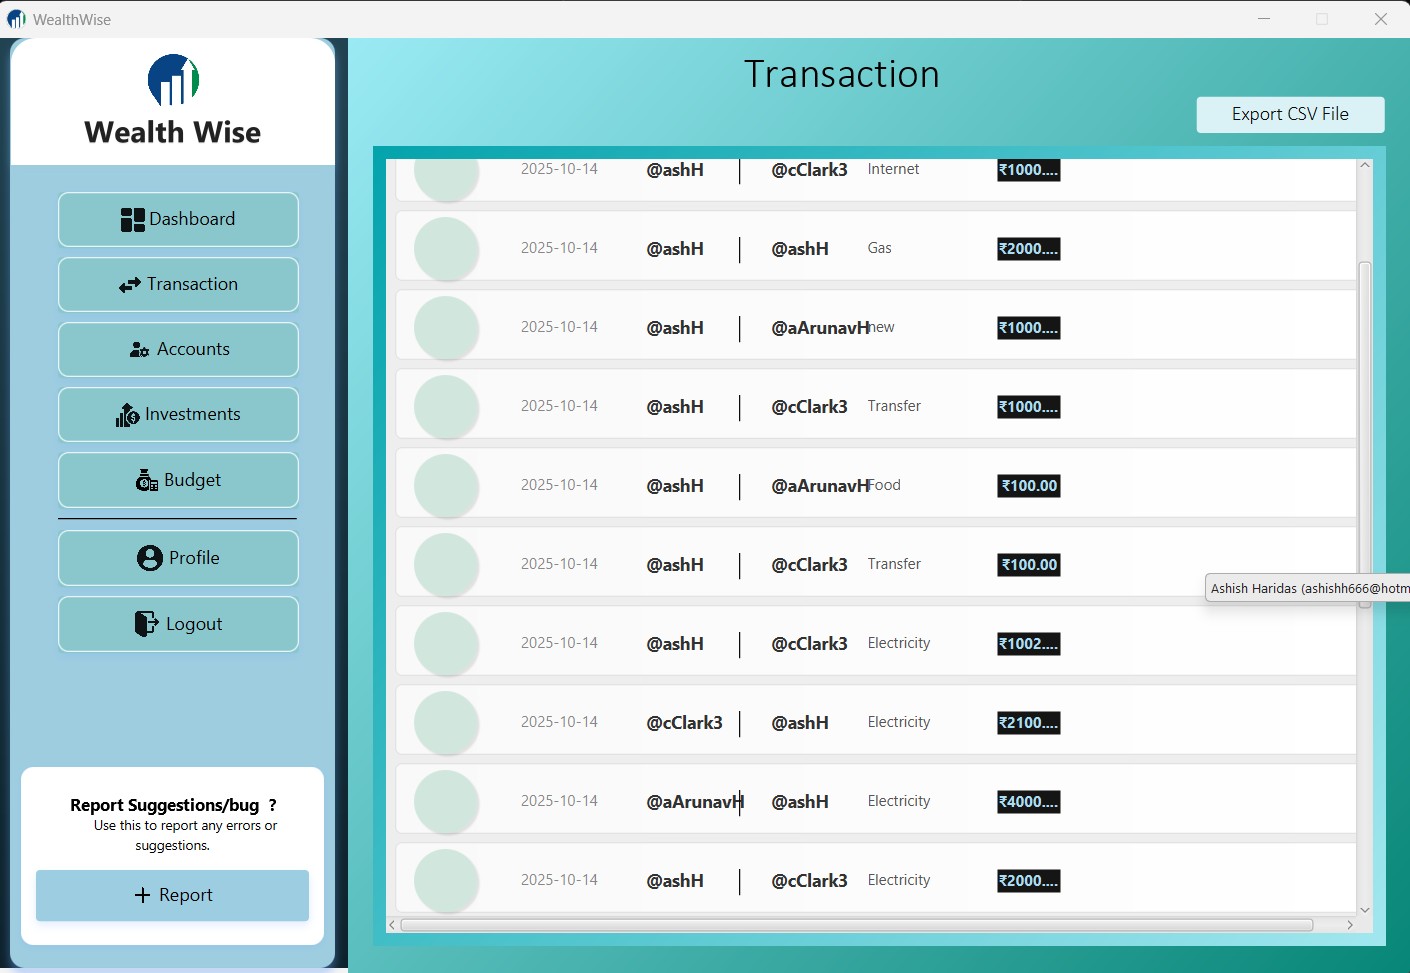 WealthWise
Wealth Wise
Dashboard
Transaction
Accounts
Investments
Budget
Profile
Logout
Report Suggestions/bug ?
Use this to report any errors or
suggestions.
+ Report
Transaction
Export CSV File
2025-10-14 @ashH | @cClark3 Internet ₹1000....
2025-10-14 @ashH | @ashH Gas ₹2000....
2025-10-14 @ashH | @aArunavH new ₹1000....
2025-10-14 @ashH | @cClark3 Transfer ₹1000....
2025-10-14 @ashH | @aArunavH Food ₹100.00
2025-10-14 @ashH | @cClark3 Transfer ₹100.00
Ashish Haridas (ashishh666@hotm
2025-10-14 @ashH | @cClark3 Electricity ₹1002....
2025-10-14 @cClark3 | @ashH Electricity ₹2100....
2025-10-14 @aArunavH | @ashH Electricity ₹4000....
2025-10-14 @ashH | @cClark3 Electricity ₹2000....